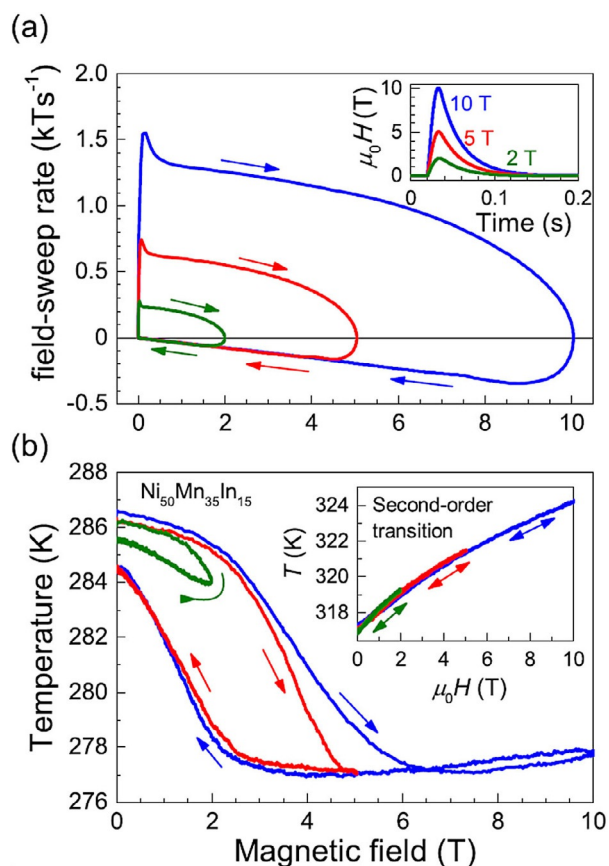 (a)
field-sweep rate (kTs⁻¹)
2.0
1.5
1.0
0.5
0
-0.5
0 2 4 6 8 10
μ₀H (T)
10
5
0
10 T
5 T
2 T
0 0.1 0.2
Time (s)
(b)
Temperature (K)
288
286
284
282
280
278
276
Ni₅₀Mn₃₅In₁₅
T (K)
324
322
320
318
Second-order
transition
0 2 4 6 8 10
μ₀H (T)
0 2 4 6 8 10
Magnetic field (T)